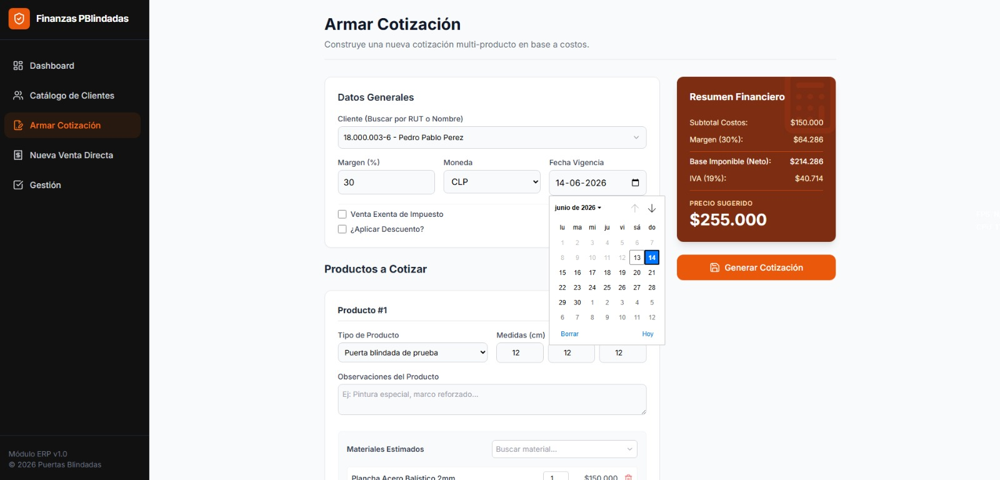 Finanzas PBlindadas
Dashboard
Catálogo de Clientes
Armar Cotización
Nueva Venta Directa
Gestión
Módulo ERP v1.0
© 2026 Puertas Blindadas
Armar Cotización
Construye una nueva cotización multi-producto en base a costos.
Datos Generales
Cliente (Buscar por RUT o Nombre)
18.000.003-6 - Pedro Pablo Perez
Margen (%) Moneda Fecha Vigencia
30 CLP 14-06-2026
Venta Exenta de Impuesto
¿Aplicar Descuento?
junio de 2026
lu ma mi ju vi sá do
1 2 3 4 5 6 7
8 9 10 11 12 13 14
15 16 17 18 19 20 21
22 23 24 25 26 27 28
29 30 1 2 3 4 5
6 7 8 9 10 11 12
Borrar Hoy
Productos a Cotizar
Producto #1
Tipo de Producto Medidas (cm)
Puerta blindada de prueba 12 12 12
Observaciones del Producto
Ej: Pintura especial, marco reforzado...
Materiales Estimados Buscar material...
Plancha Acero Balístico 2mm 1 $150.000
Resumen Financiero
Subtotal Costos: $150.000
Margen (30%): $64.286
Base Imponible (Neto): $214.286
IVA (19%): $40.714
PRECIO SUGERIDO
$255.000
Generar Cotización